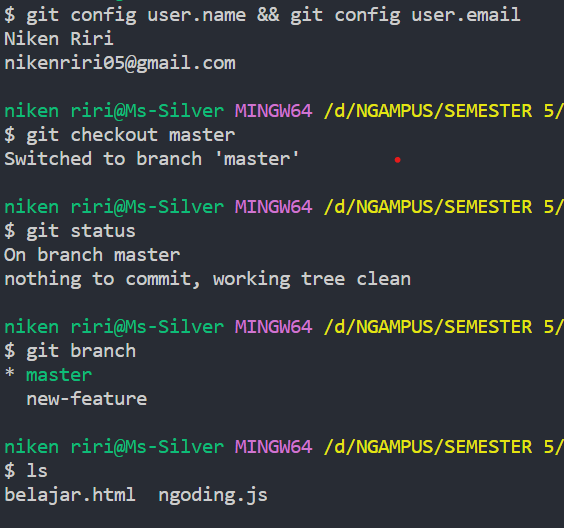 $ git config user.name && git config user.email
Niken Riri
nikenriri05@gmail.com
niken riri@Ms-Silver MINGW64 /d/NGAMPUS/SEMESTER 5/
$ git checkout master
Switched to branch 'master'
niken riri@Ms-Silver MINGW64 /d/NGAMPUS/SEMESTER 5/
$ git status
On branch master
nothing to commit, working tree clean
niken riri@Ms-Silver MINGW64 /d/NGAMPUS/SEMESTER 5/
$ git branch
* master
  new-feature
niken riri@Ms-Silver MINGW64 /d/NGAMPUS/SEMESTER 5/
$ ls
belajar.html  ngoding.js